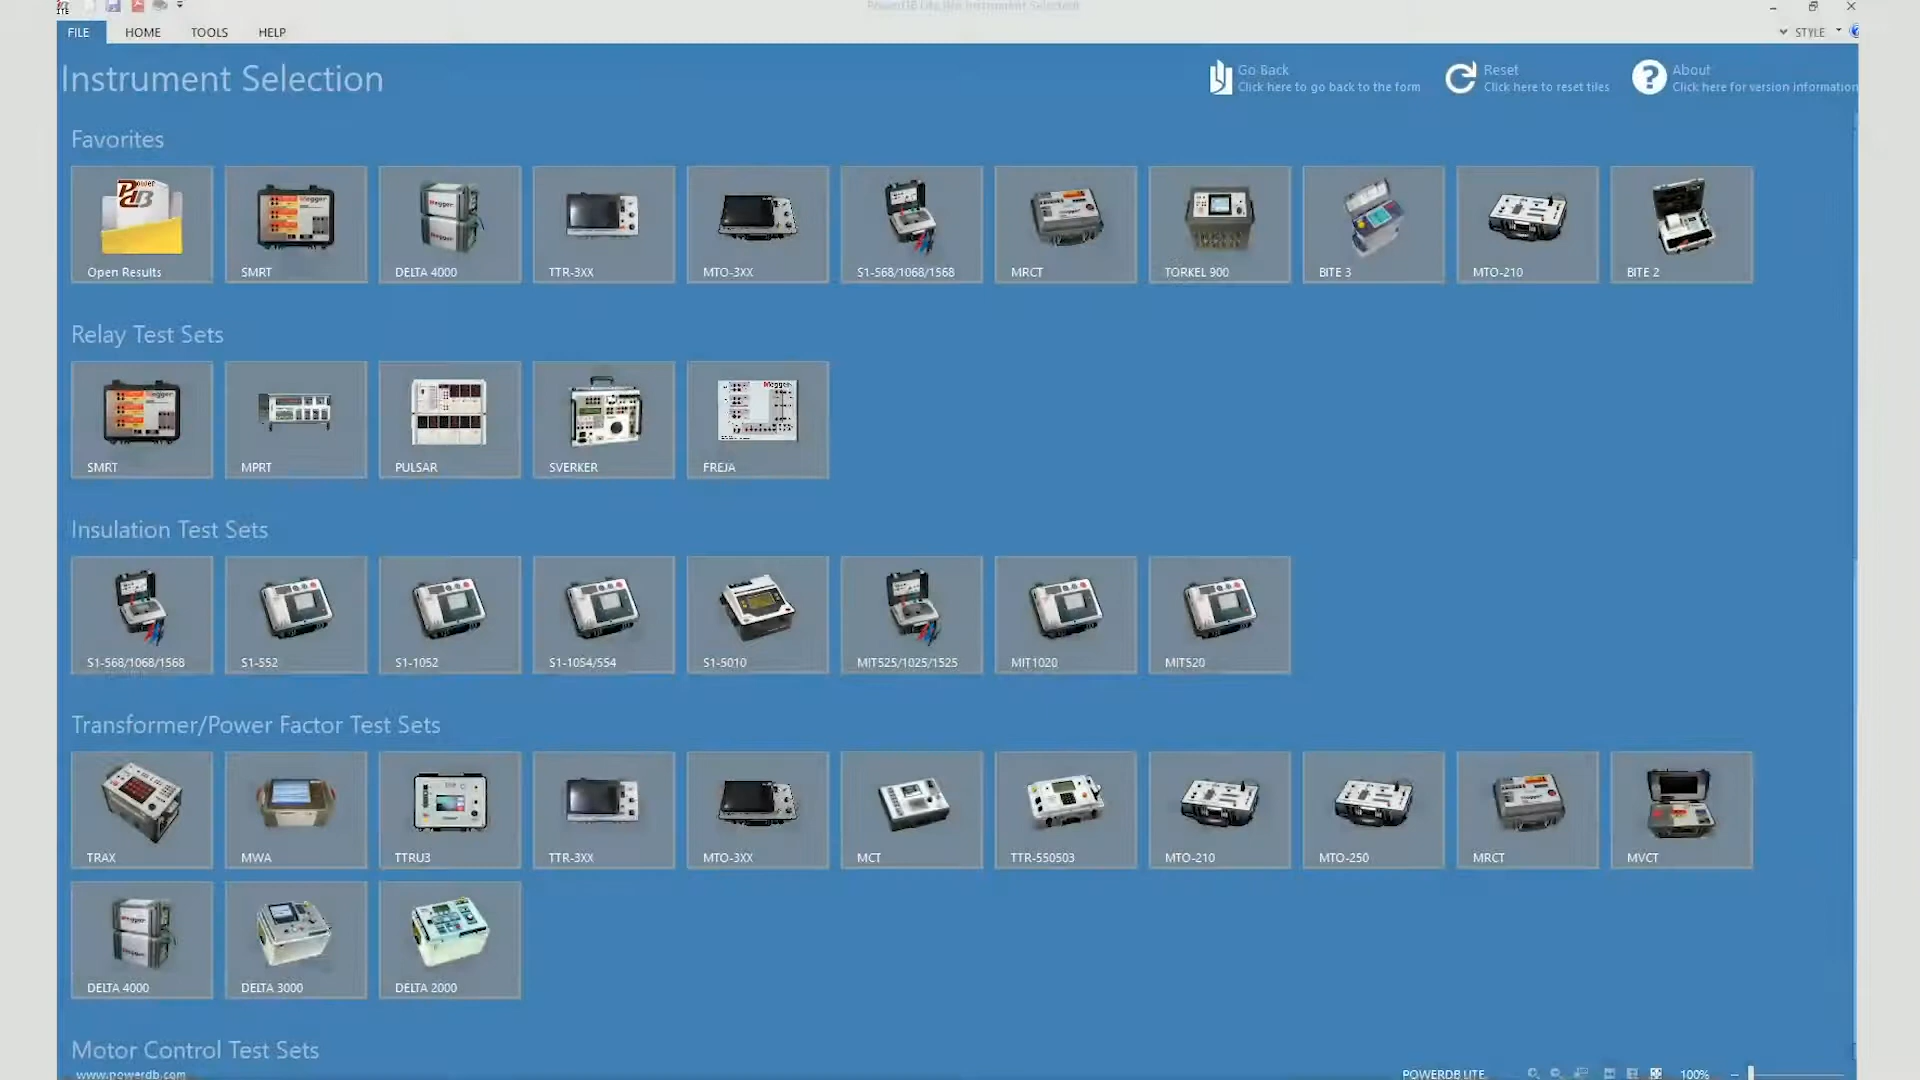 PowerDB Lite
FILE HOME TOOLS HELP STYLE
Instrument Selection
Go Back
Click here to go back to the form
Reset
Click here to reset tiles
About
Click here for version information
Favorites
Open Results SMRT DELTA 4000 TTR-3XX MTO-3XX S1-568/1068/1568 MRCT TORKEL 900 BITE 3 MTO-210 BITE 2
Relay Test Sets
SMRT MPRT PULSAR SVERKER FREJA
Insulation Test Sets
S1-568/1068/1568 S1-552 S1-1052 S1-1054/554 S1-5010 MIT525/1025/1525 MIT1020 MIT520
Transformer/Power Factor Test Sets
TRAX MWA TTRU3 TTR-3XX MTO-3XX MCT TTR-550503 MTO-210 MTO-250 MRCT MVCT
DELTA 4000 DELTA 3000 DELTA 2000
Motor Control Test Sets
www.powerdb.com POWERDB LITE 100%